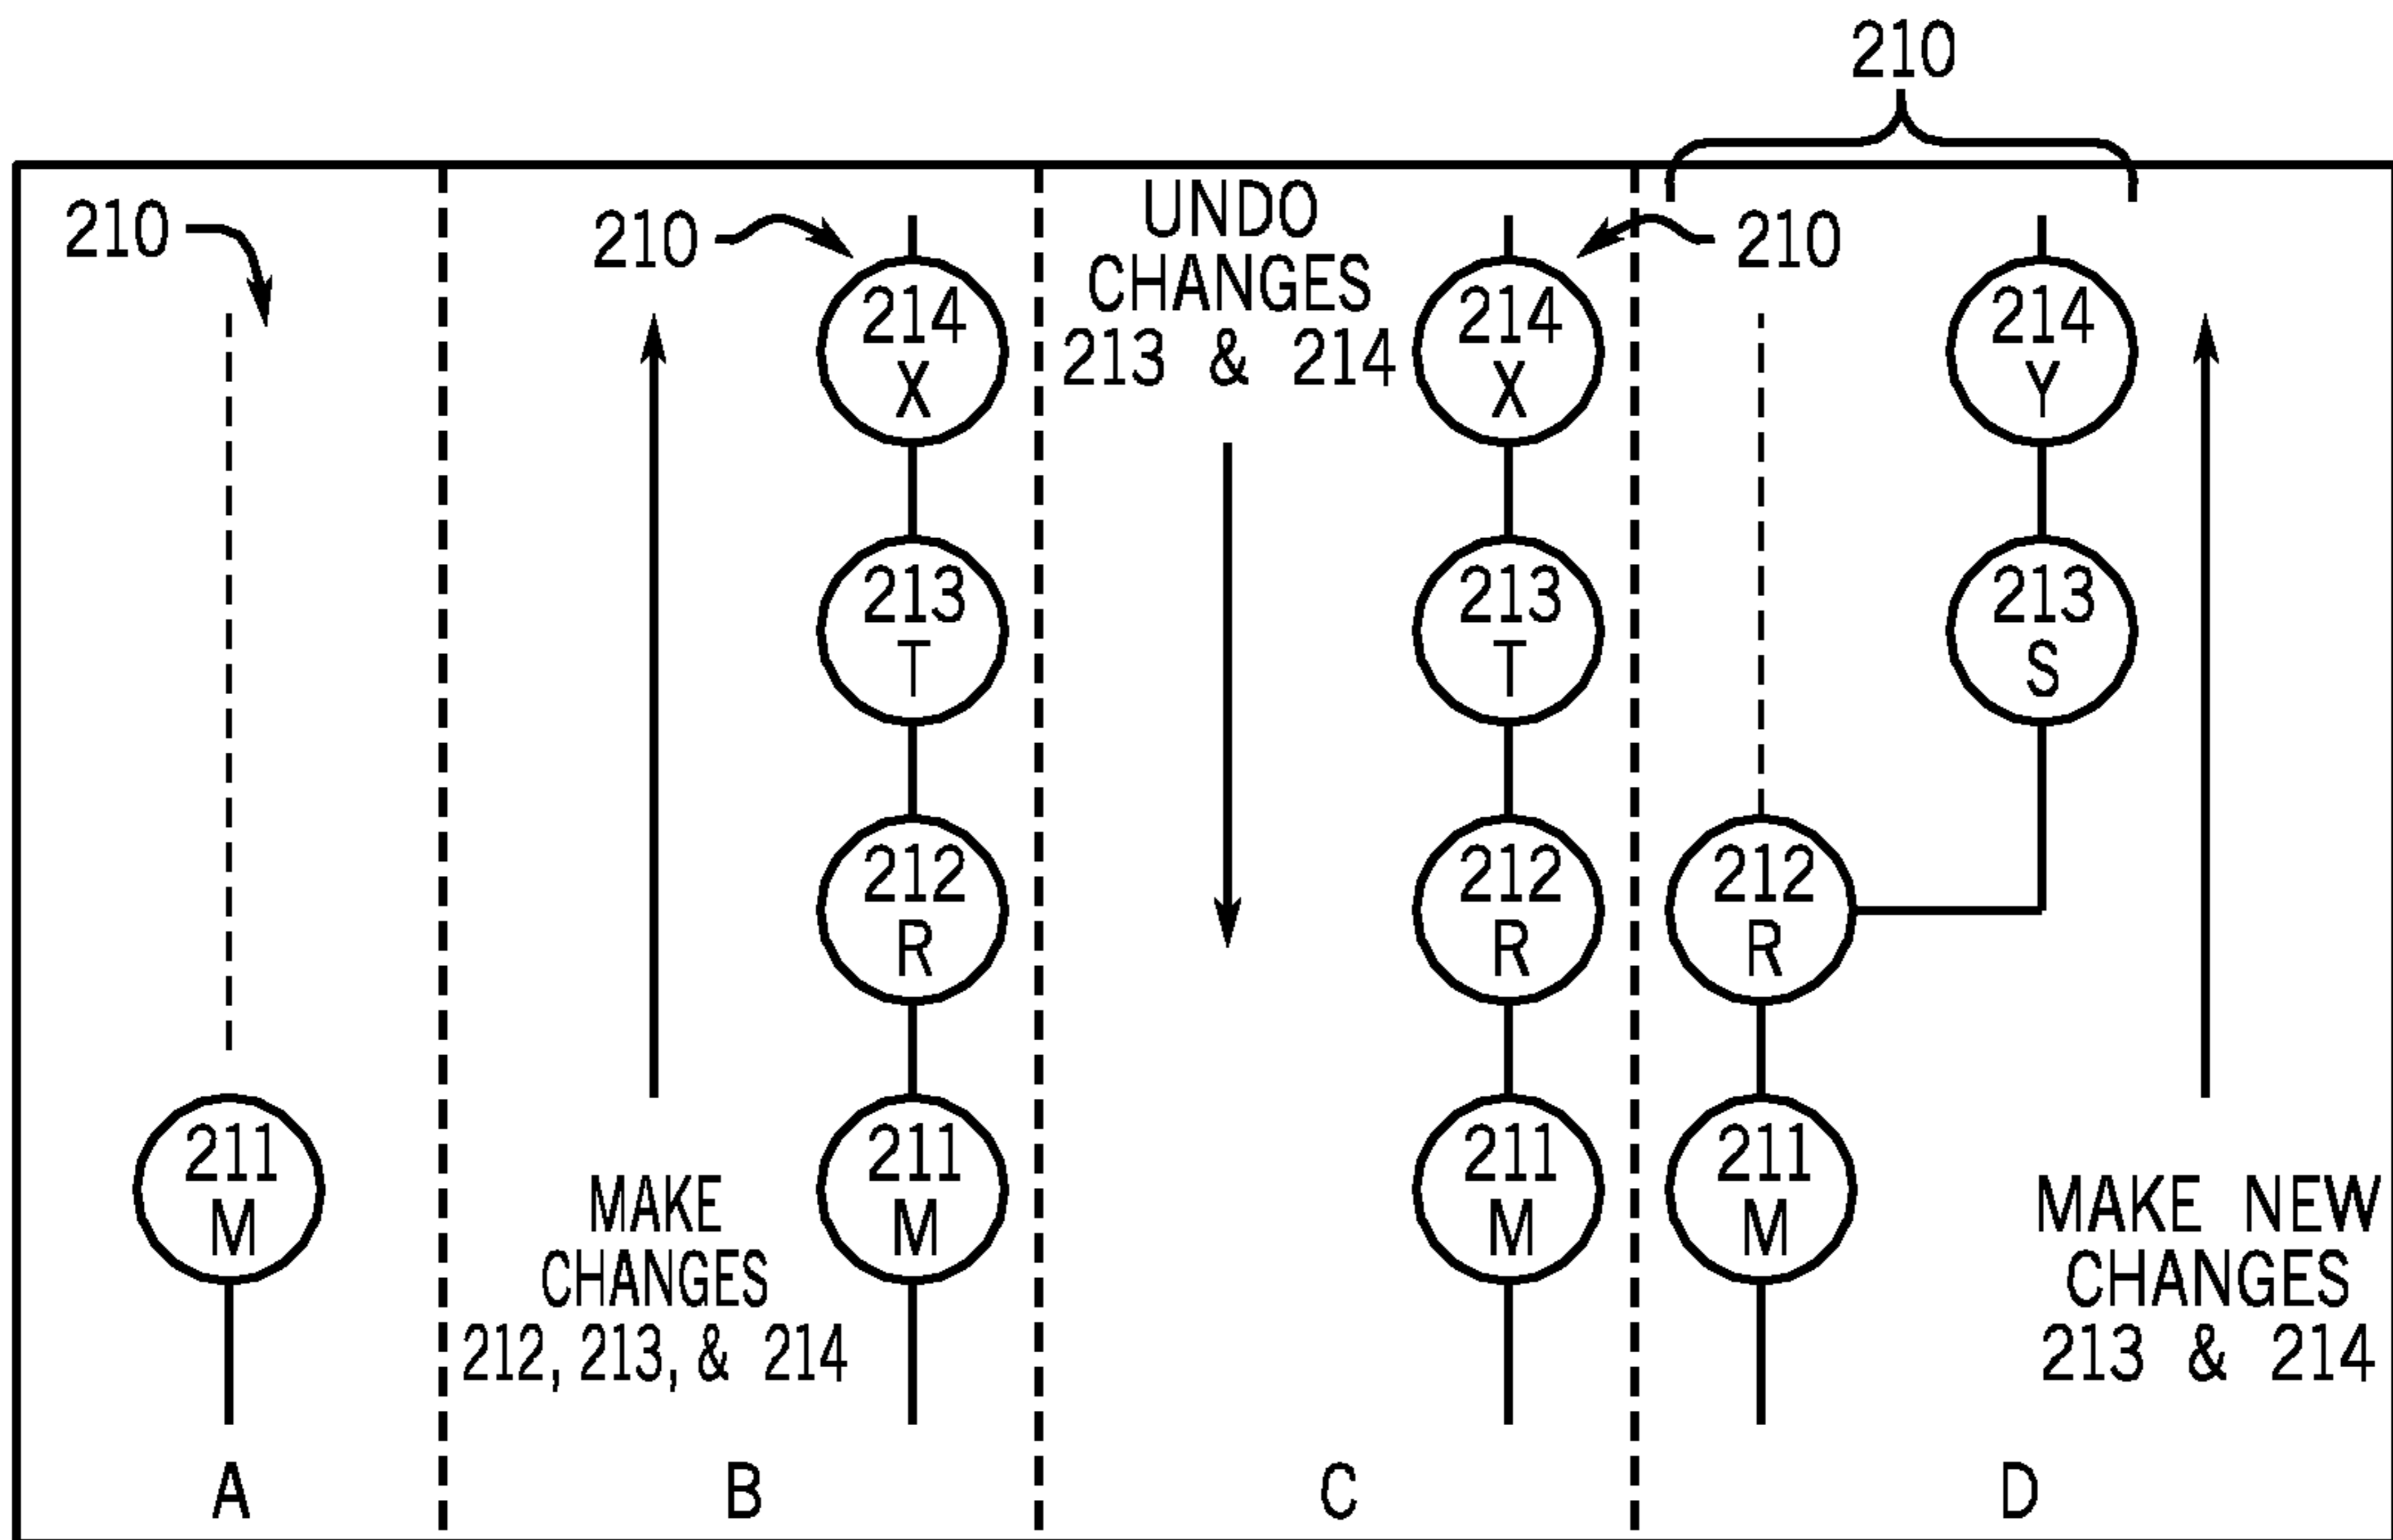 210
210
211
M
A
210
214
X
213
T
212
R
211
M
MAKE
CHANGES
212, 213, & 214
B
UNDO
CHANGES
213 & 214
214
X
213
T
212
R
211
M
C
210
212
R
211
M
214
Y
213
S
MAKE NEW
CHANGES
213 & 214
D